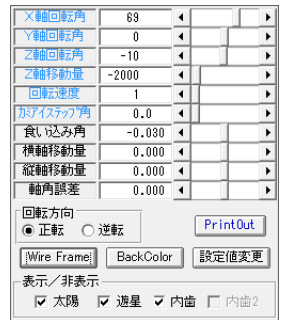 X軸回転角 69
Y軸回転角 0
Z軸回転角 -10
Z軸移動量 -2000
回転速度 1
カミアイステップ角 0.0
食い込み角 -0.030
横軸移動量 0.000
縦軸移動量 0.000
軸角誤差 0.000
回転方向
正転 逆転
PrintOut
Wire Frame BackColor 設定値変更
表示/非表示
太陽 遊星 内歯 内歯2